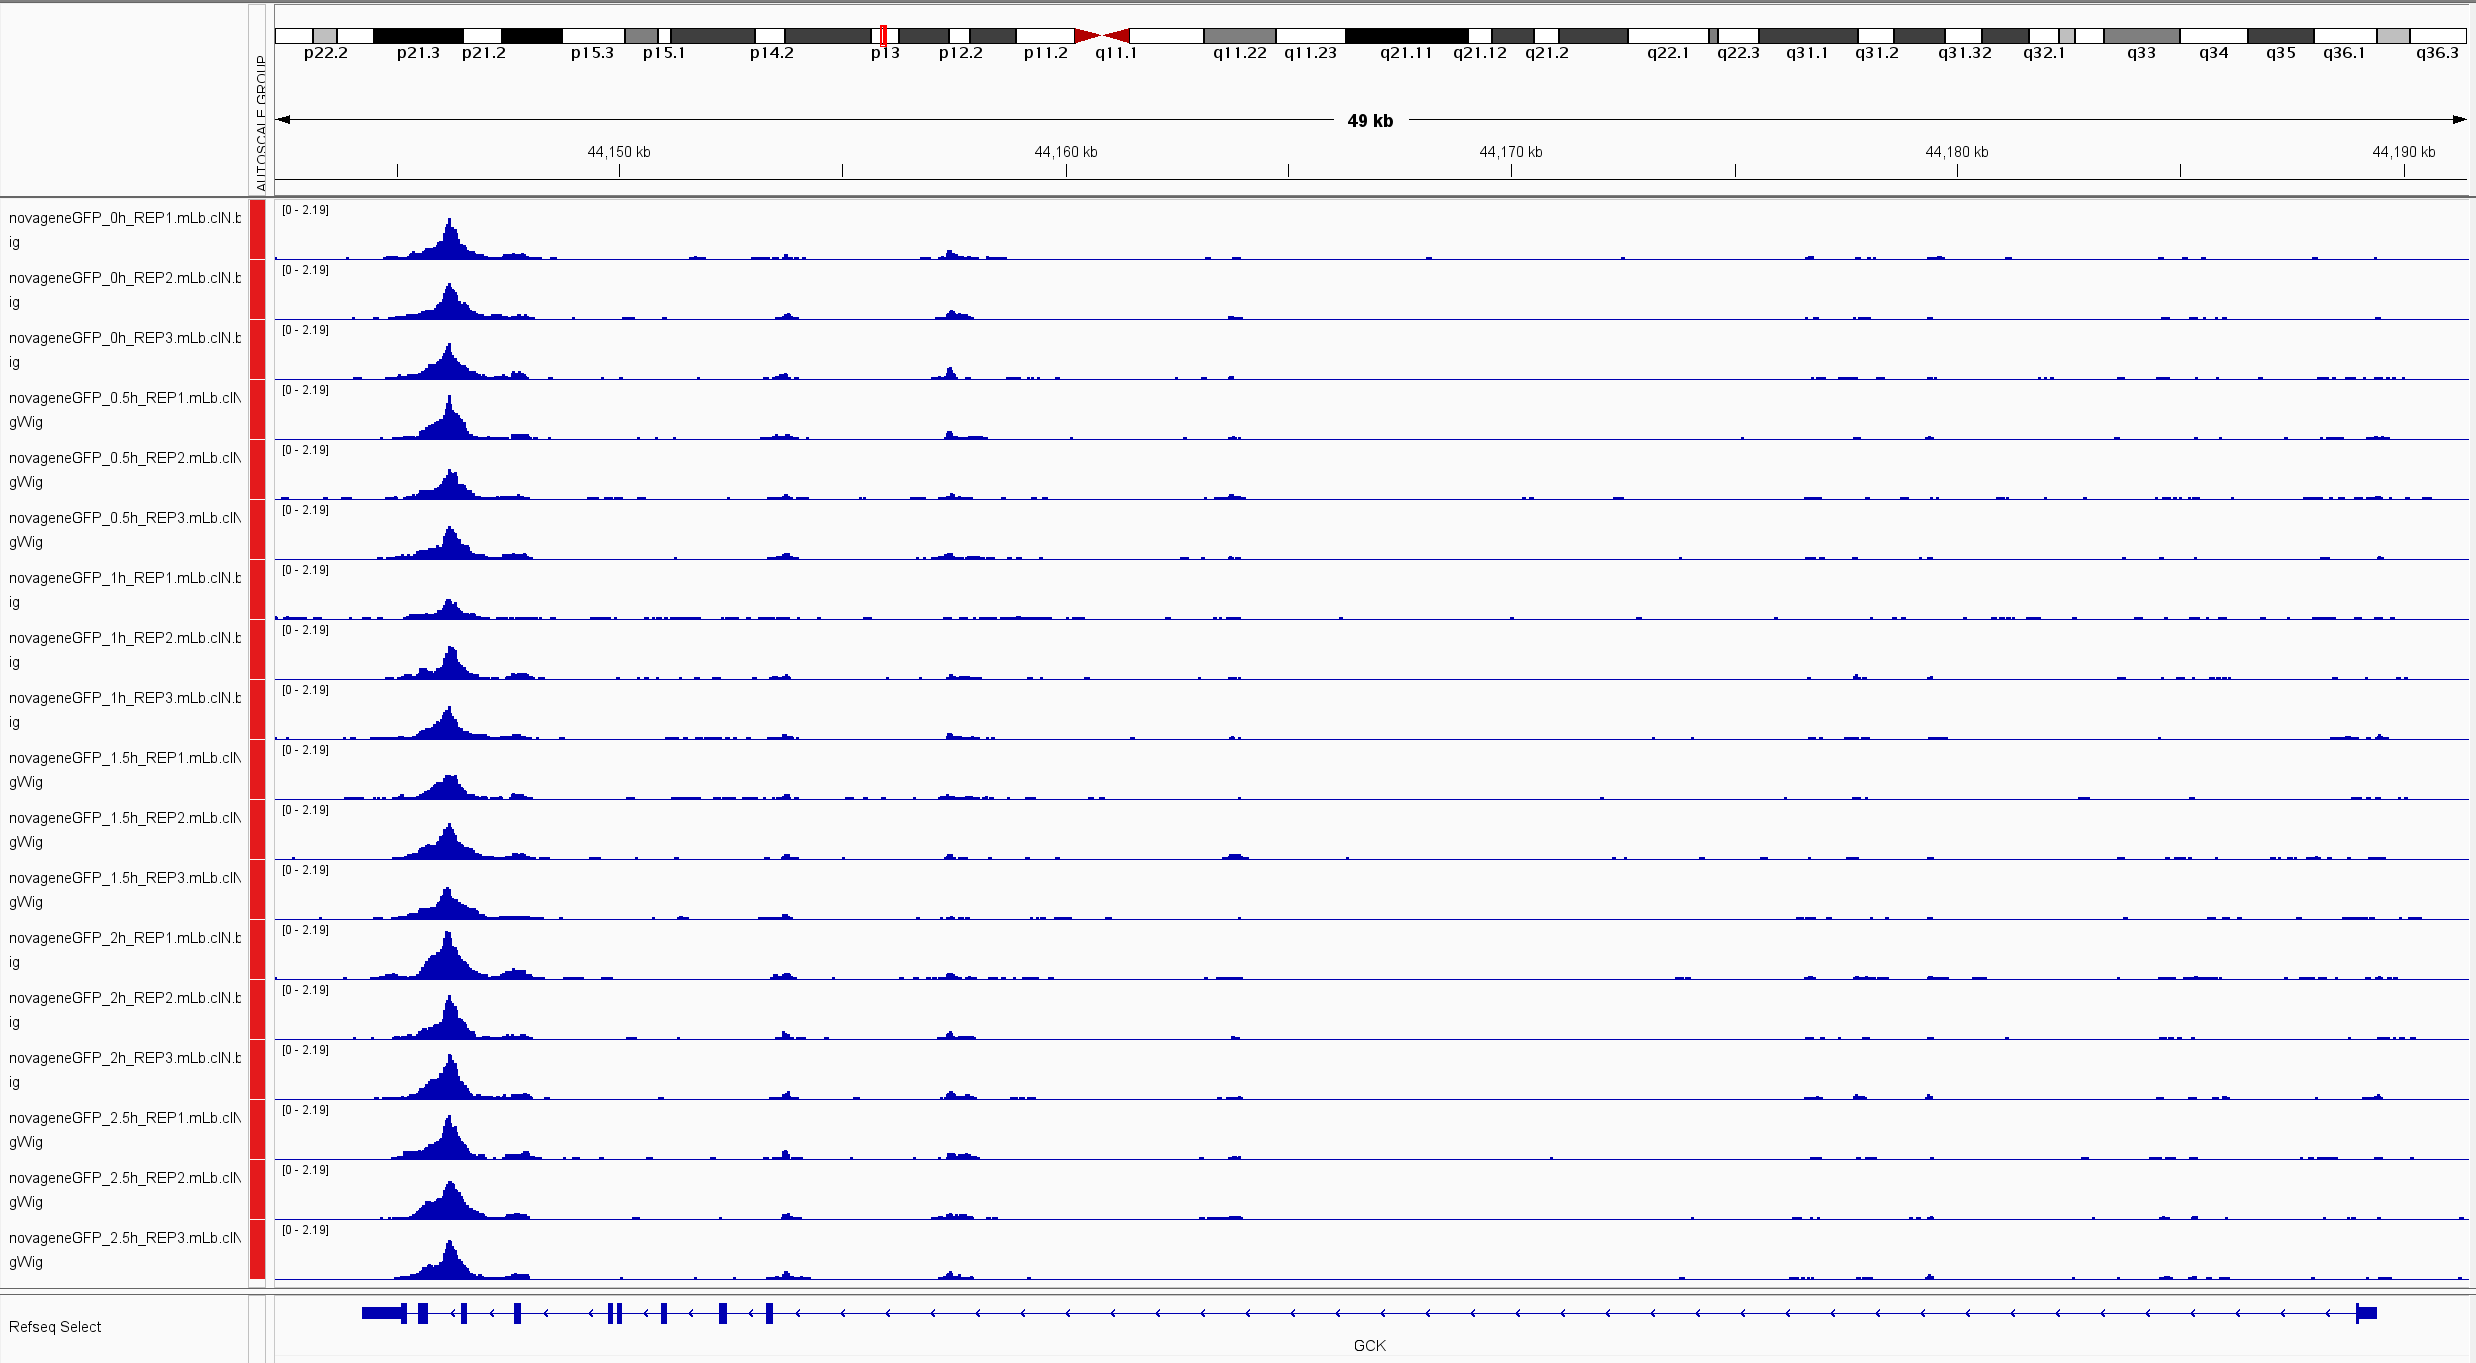 p22.2 p21.3 p21.2 p15.3 p15.1 p14.2 p13 p12.2 p11.2 q11.1 q11.22 q11.23 q21.11 q21.12 q21.2 q22.1 q22.3 q31.1 q31.2 q31.32 q32.1 q33 q34 q35 q36.1 q36.3
AUTOSCALE GROUP
49 kb
44,150 kb 44,160 kb 44,170 kb 44,180 kb 44,190 kb
novageneGFP_0h_REP1.mLb.clN.b
ig
[0 - 2.19]
novageneGFP_0h_REP2.mLb.clN.b
ig
[0 - 2.19]
novageneGFP_0h_REP3.mLb.clN.b
ig
[0 - 2.19]
novageneGFP_0.5h_REP1.mLb.clN
gWig
[0 - 2.19]
novageneGFP_0.5h_REP2.mLb.clN
gWig
[0 - 2.19]
novageneGFP_0.5h_REP3.mLb.clN
gWig
[0 - 2.19]
novageneGFP_1h_REP1.mLb.clN.b
ig
[0 - 2.19]
novageneGFP_1h_REP2.mLb.clN.b
ig
[0 - 2.19]
novageneGFP_1h_REP3.mLb.clN.b
ig
[0 - 2.19]
novageneGFP_1.5h_REP1.mLb.clN
gWig
[0 - 2.19]
novageneGFP_1.5h_REP2.mLb.clN
gWig
[0 - 2.19]
novageneGFP_1.5h_REP3.mLb.clN
gWig
[0 - 2.19]
novageneGFP_2h_REP1.mLb.clN.b
ig
[0 - 2.19]
novageneGFP_2h_REP2.mLb.clN.b
ig
[0 - 2.19]
novageneGFP_2h_REP3.mLb.clN.b
ig
[0 - 2.19]
novageneGFP_2.5h_REP1.mLb.clN
gWig
[0 - 2.19]
novageneGFP_2.5h_REP2.mLb.clN
gWig
[0 - 2.19]
novageneGFP_2.5h_REP3.mLb.clN
gWig
[0 - 2.19]
Refseq Select
GCK